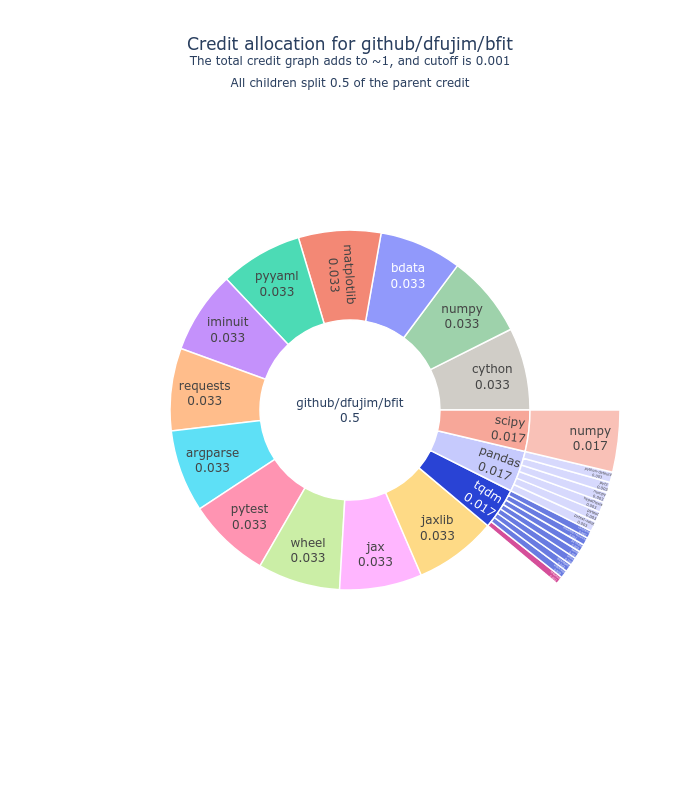 Credit allocation for github/dfujim/bfit
The total credit graph adds to ~1, and cutoff is 0.001
All children split 0.5 of the parent credit
github/dfujim/bfit
0.5
matplotlib
0.033
bdata
0.033
numpy
0.033
cython
0.033
scipy
0.017
numpy
0.017
pandas
0.017
tqdm
0.017
jaxlib
0.033
jax
0.033
wheel
0.033
pytest
0.033
argparse
0.033
requests
0.033
iminuit
0.033
pyyaml
0.033